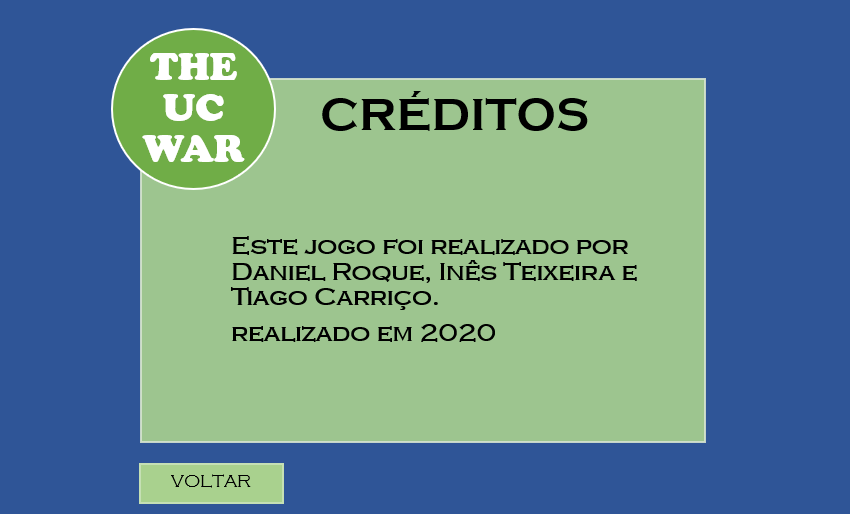 THE
UC
WAR
CRÉDITOS
ESTE JOGO FOI REALIZADO POR
DANIEL ROQUE, INÊS TEIXEIRA E
TIAGO CARRIÇO.
REALIZADO EM 2020
VOLTAR